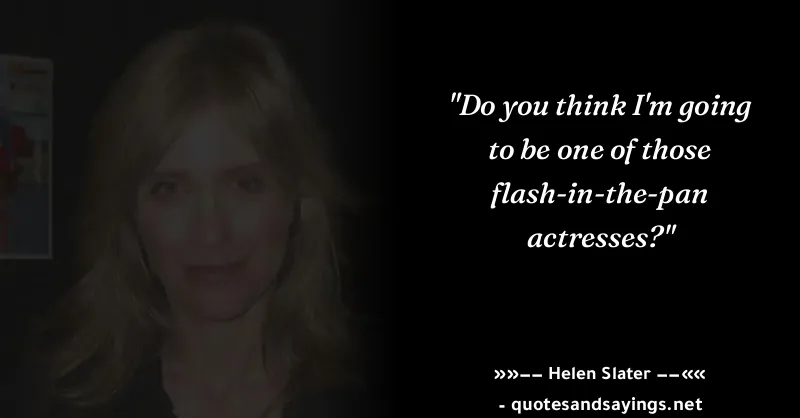 "Do you think I'm going
to be one of those
flash-in-the-pan
actresses?"
»»−− Helen Slater −−««
- quotesandsayings.net